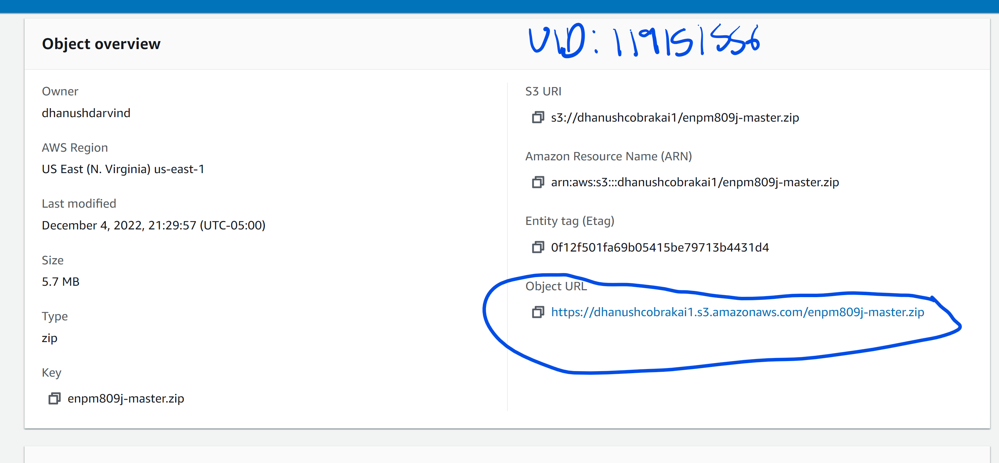 Object overview
UID: 119151556
Owner
dhanushdarvind
AWS Region
US East (N. Virginia) us-east-1
Last modified
December 4, 2022, 21:29:57 (UTC-05:00)
Size
5.7 MB
Type
zip
Key
enpm809j-master.zip
S3 URI
s3://dhanushcobrakai1/enpm809j-master.zip
Amazon Resource Name (ARN)
arn:aws:s3:::dhanushcobrakai1/enpm809j-master.zip
Entity tag (Etag)
0f12f501fa69b05415be79713b4431d4
Object URL
https://dhanushcobrakai1.s3.amazonaws.com/enpm809j-master.zip